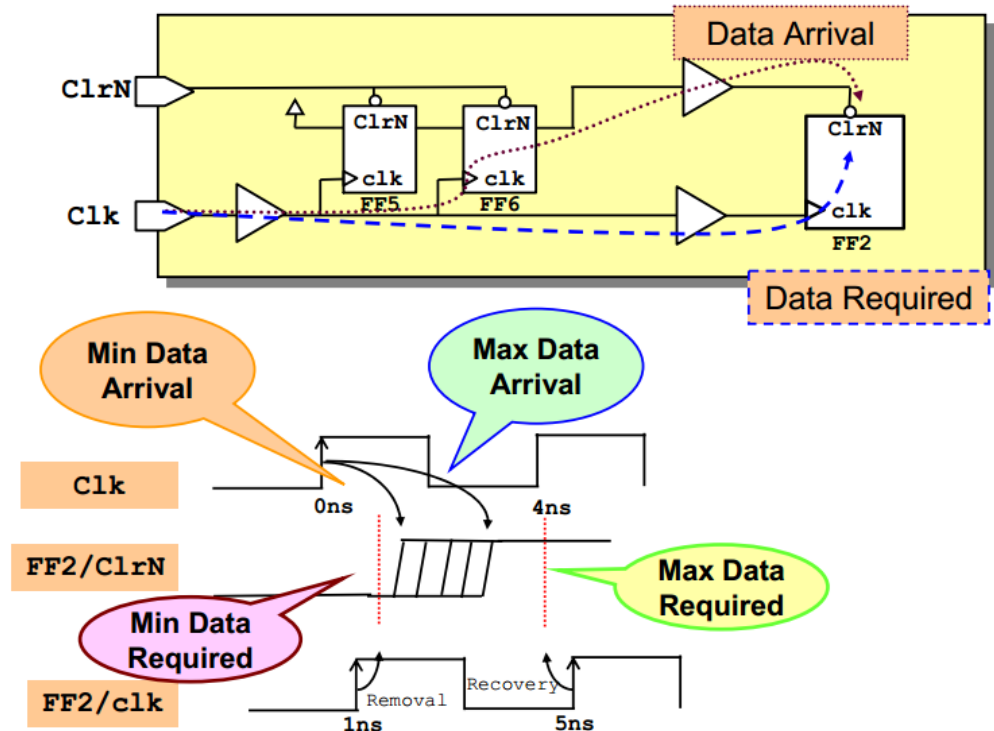 Data Arrival
ClrN
ClrN
ClrN
ClrN
clk
clk
FF5
FF6
Clk
clk
FF2
Data Required
Min Data
Arrival
Max Data
Arrival
Clk
0ns
4ns
FF2/ClrN
Min Data
Required
Max Data
Required
Removal
Recovery
FF2/clk
1ns
5ns